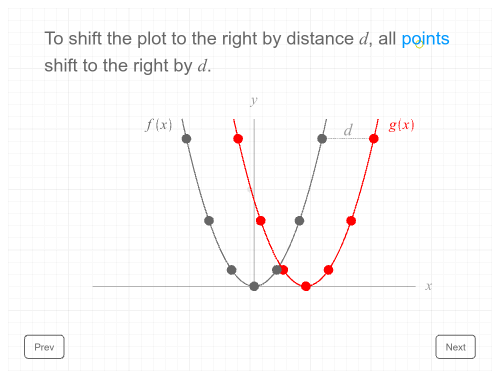 To shift the plot to the right by distance d, all points
shift to the right by d.
y
f(x)
d
g(x)
x
Prev
Next